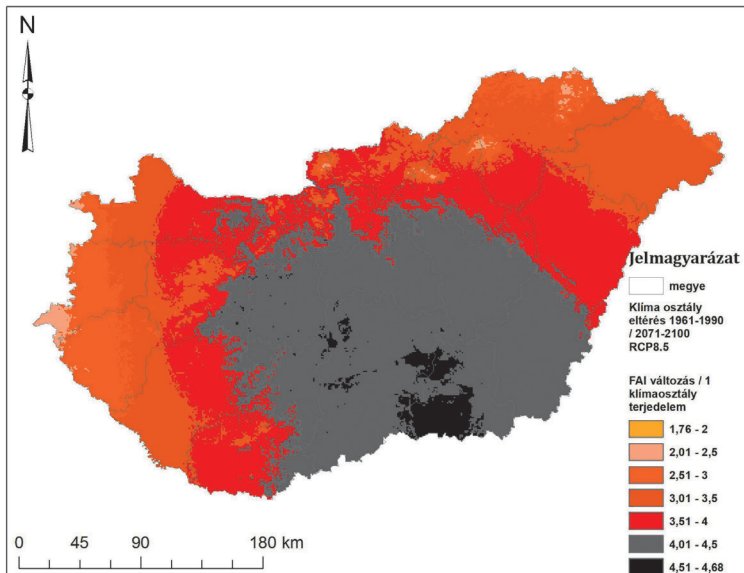 N
Jelmagyarázat
megye
Klíma osztály
eltérés 1961-1990
/ 2071-2100
RCP8.5
FAI változás / 1
klímaosztály
terjedelem
1,76 - 2
2,01 - 2,5
2,51 - 3
3,01 - 3,5
3,51 - 4
4,01 - 4,5
4,51 - 4,68
0 45 90 180 km